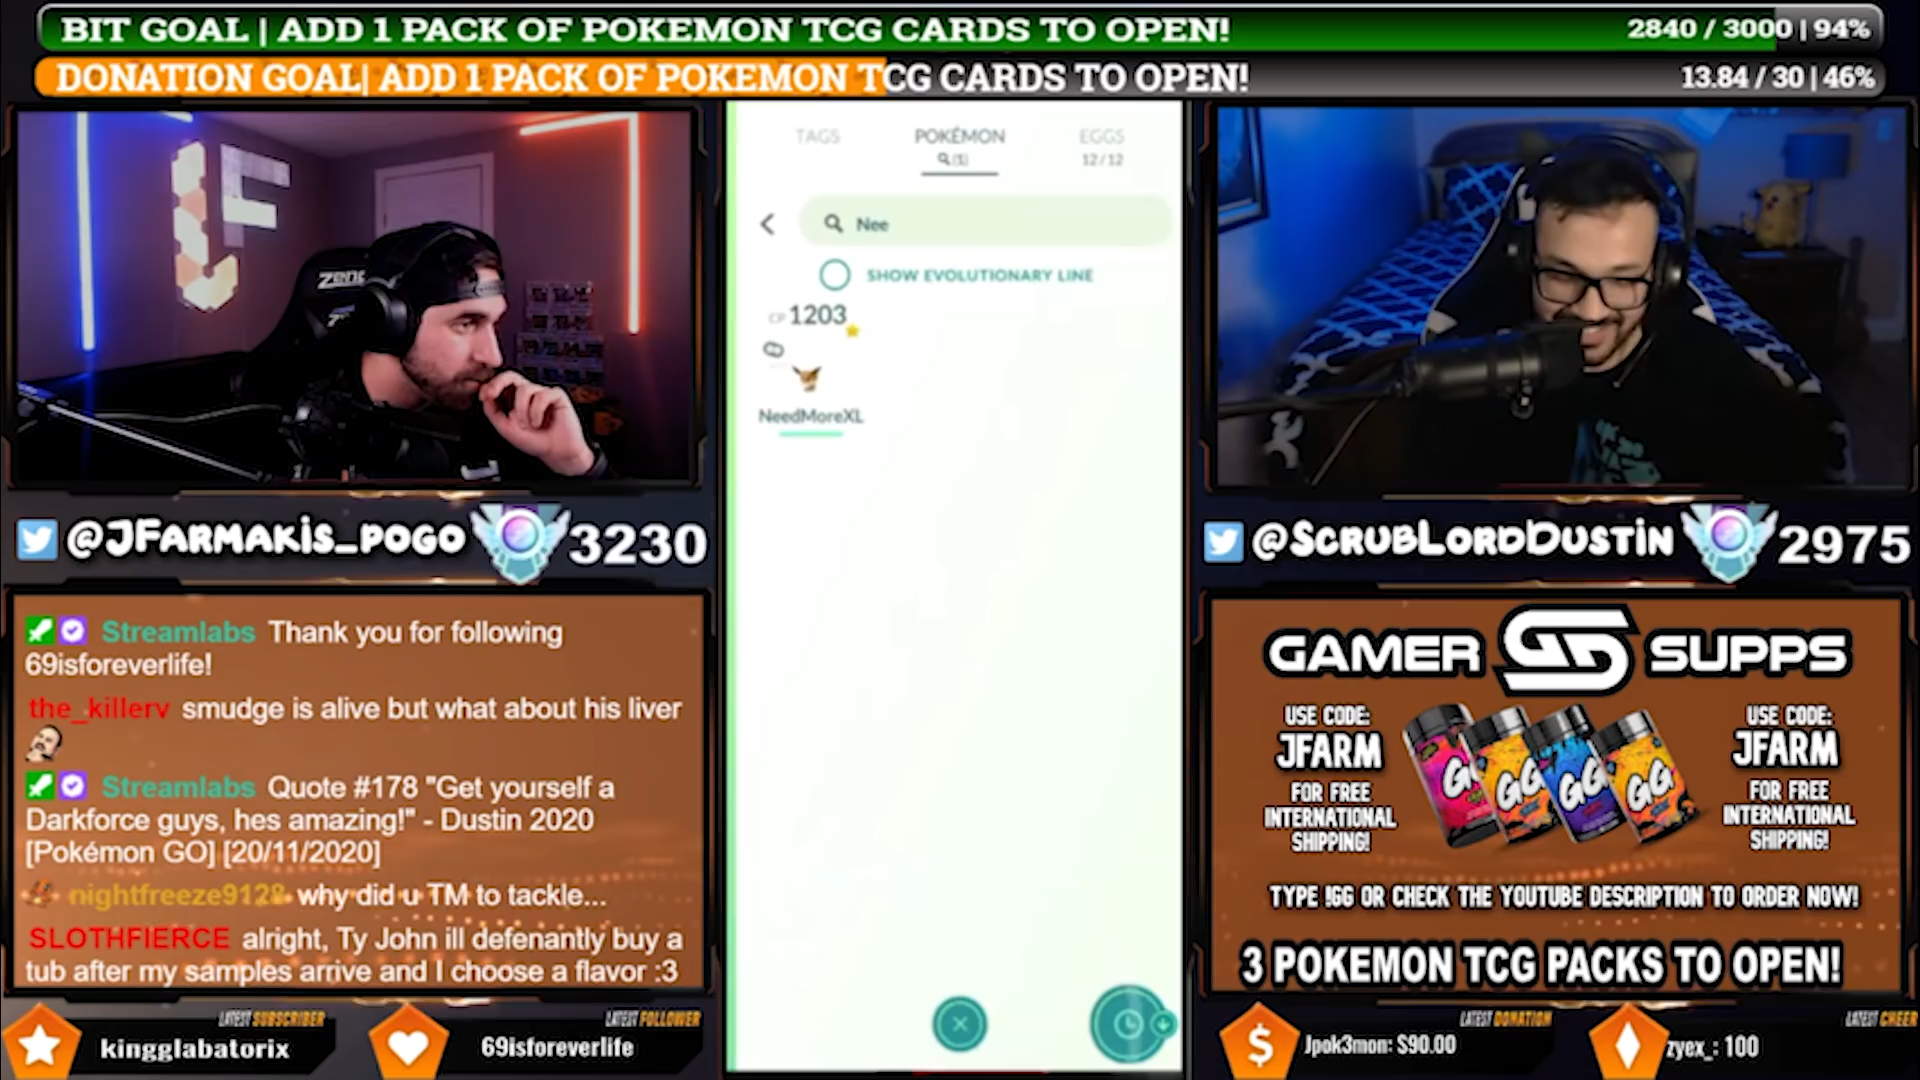 BIT GOAL | ADD 1 PACK OF POKEMON TCG CARDS TO OPEN!
2840 / 3000 | 94%
DONATION GOAL| ADD 1 PACK OF POKEMON TCG CARDS TO OPEN!
13.84 / 30 | 46%
TAGS
POKÉMON
(1)
EGGS
12/12
Nee
SHOW EVOLUTIONARY LINE
CP1203
NeedMoreXL
@JFARMAKIS_POGO
3230
@SCRUBLORDDUSTIN
2975
Streamlabs Thank you for following
69isforeverlife!
the_killerv smudge is alive but what about his liver
Streamlabs Quote #178 "Get yourself a
Darkforce guys, hes amazing!" - Dustin 2020
[Pokémon GO] [20/11/2020]
nightfreeze9128 why did u TM to tackle...
SLOTHFIERCE alright, Ty John ill defenantly buy a
tub after my samples arrive and I choose a flavor :3
GAMER SUPPS
USE CODE:
JFARM
FOR FREE
INTERNATIONAL
SHIPPING!
GG
GG
GG
GG
USE CODE:
JFARM
FOR FREE
INTERNATIONAL
SHIPPING!
TYPE !GG OR CHECK THE YOUTUBE DESCRIPTION TO ORDER NOW!
3 POKEMON TCG PACKS TO OPEN!
LATEST SUBSCRIBER
kingglabatorix
LATEST FOLLOWER
69isforeverlife
LATEST DONATION
Jpok3mon: $90.00
LATEST CHEER
zyex_: 100